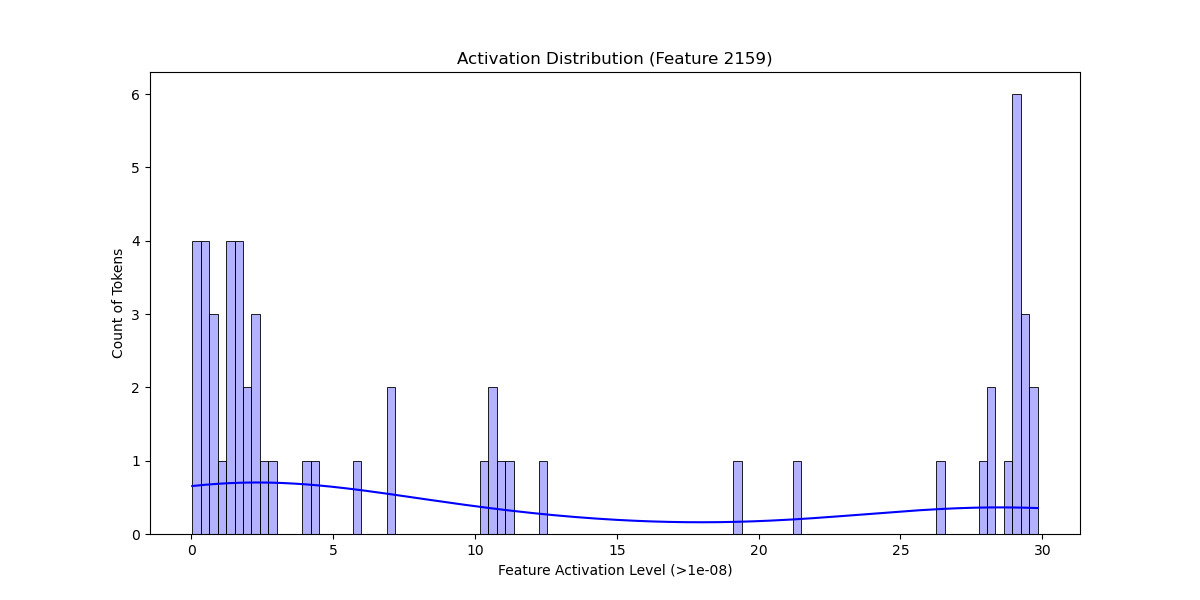 Activation Distribution (Feature 2159)
Count of Tokens
6
5
4
3
2
1
0
0 5 10 15 20 25 30
Feature Activation Level (>1e-08)